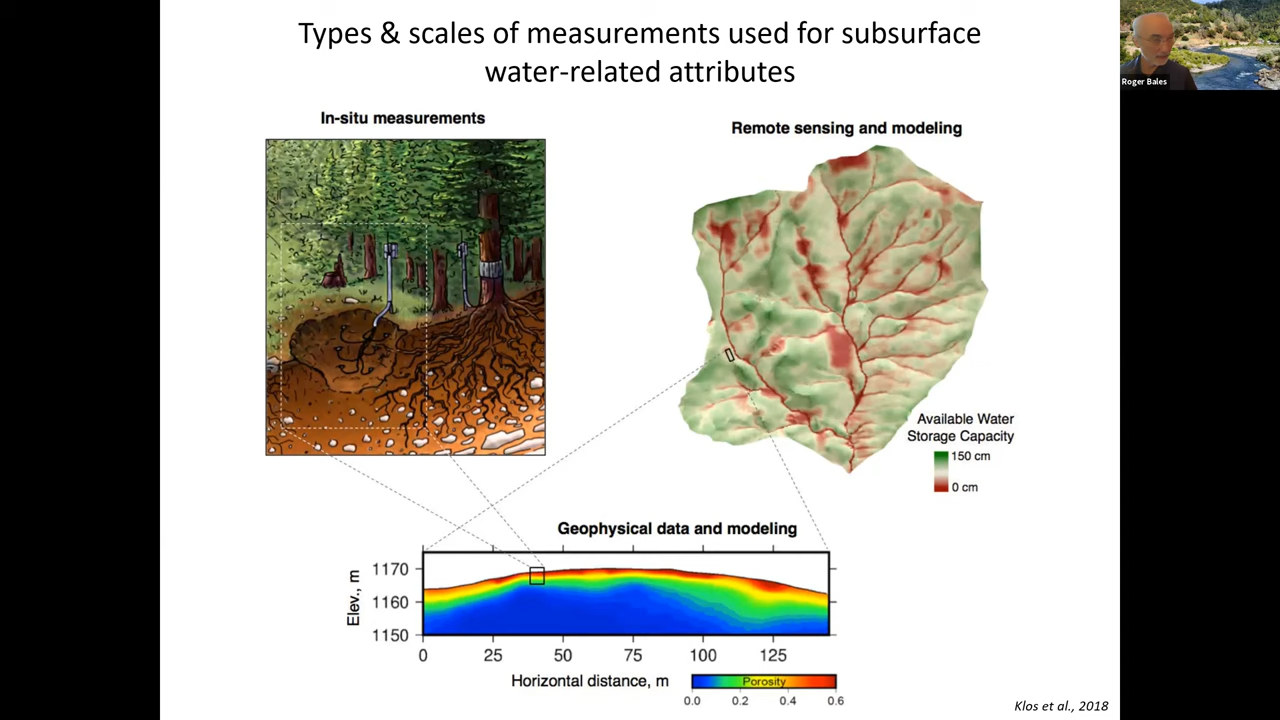 Types & scales of measurements used for subsurface
water-related attributes
Roger Bales
In-situ measurements
Remote sensing and modeling
Available Water
Storage Capacity
150 cm
0 cm
Geophysical data and modeling
Elev., m
1170
1160
1150
0 25 50 75 100 125
Horizontal distance, m
Porosity
0.0 0.2 0.4 0.6
Klos et al., 2018